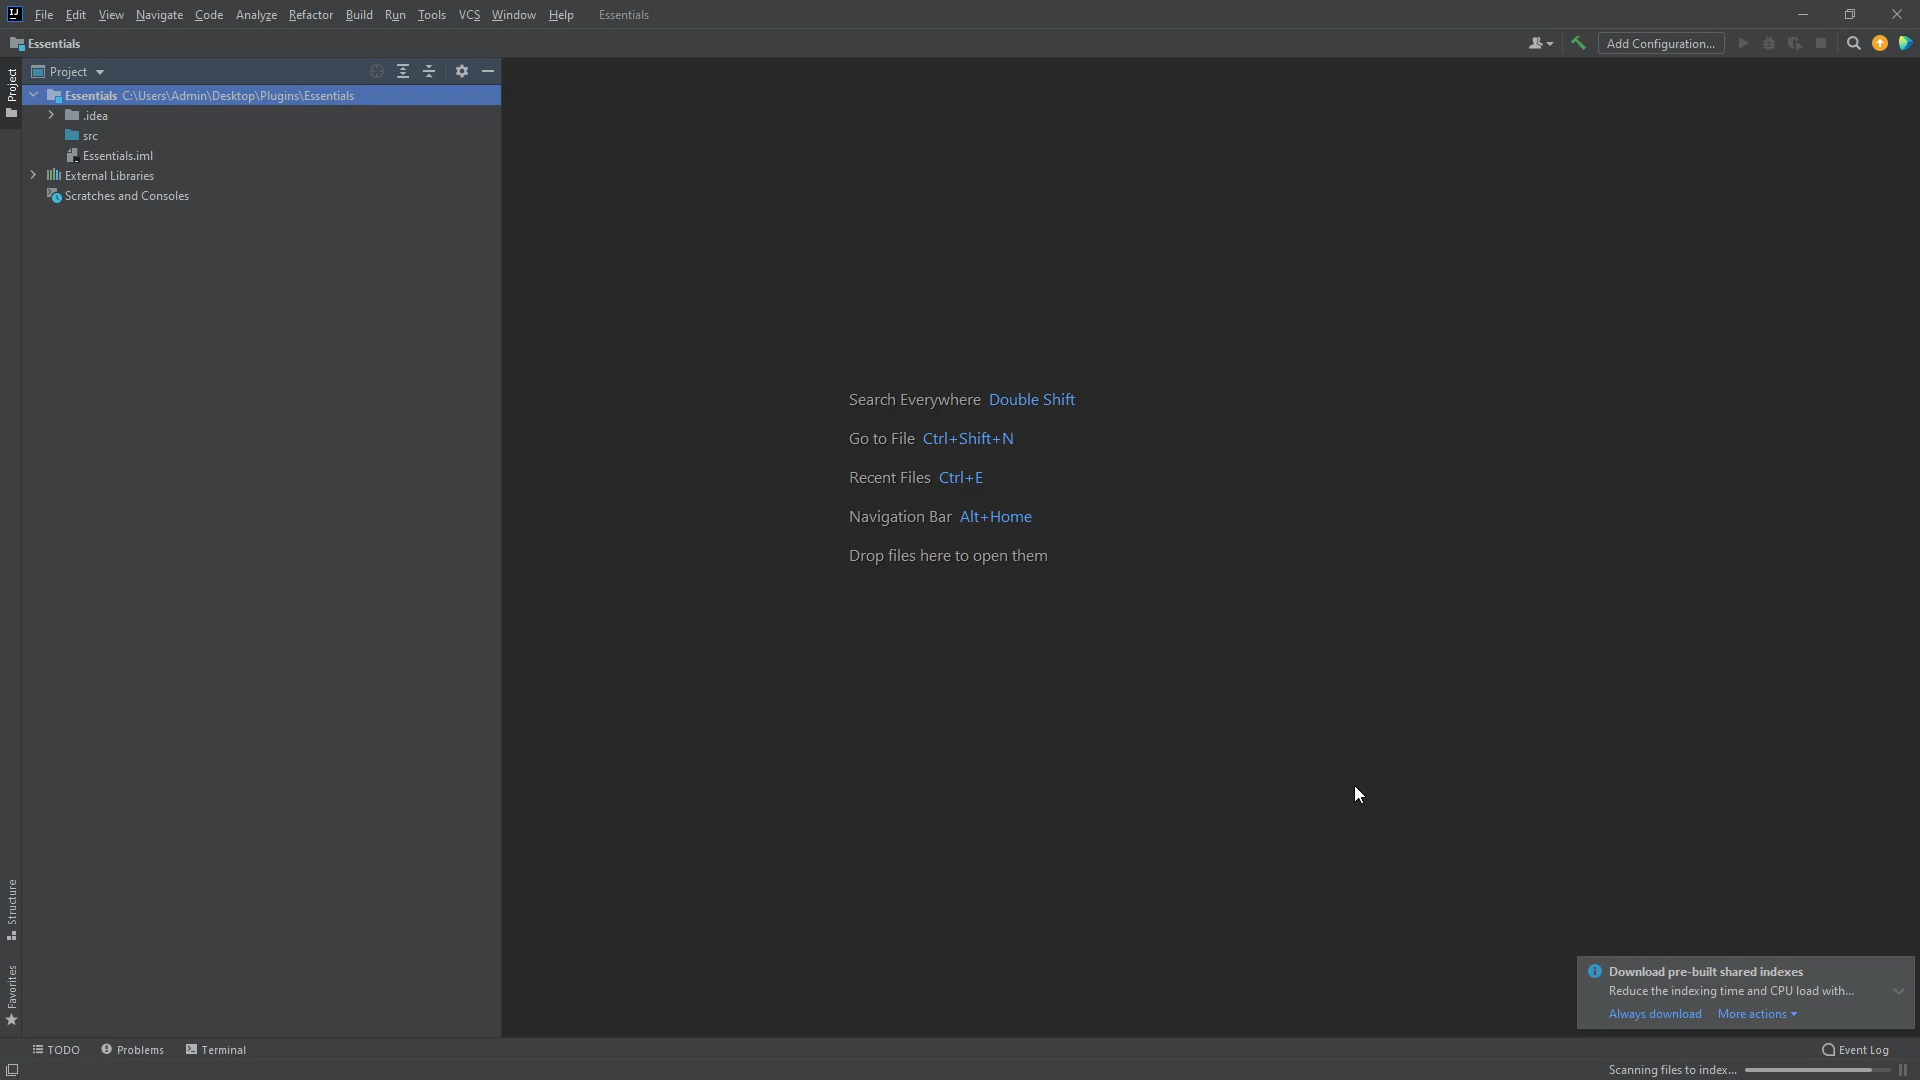 File Edit View Navigate Code Analyze Refactor Build Run Tools VCS Window Help Essentials
Essentials
Add Configuration...
Project
Project
Essentials C:\Users\Admin\Desktop\Plugins\Essentials
.idea
src
Essentials.iml
External Libraries
Scratches and Consoles
Search Everywhere Double Shift
Go to File Ctrl+Shift+N
Recent Files Ctrl+E
Navigation Bar Alt+Home
Drop files here to open them
Structure
Favorites
Download pre-built shared indexes
Reduce the indexing time and CPU load with...
Always download More actions
TODO Problems Terminal Event Log
Scanning files to index...